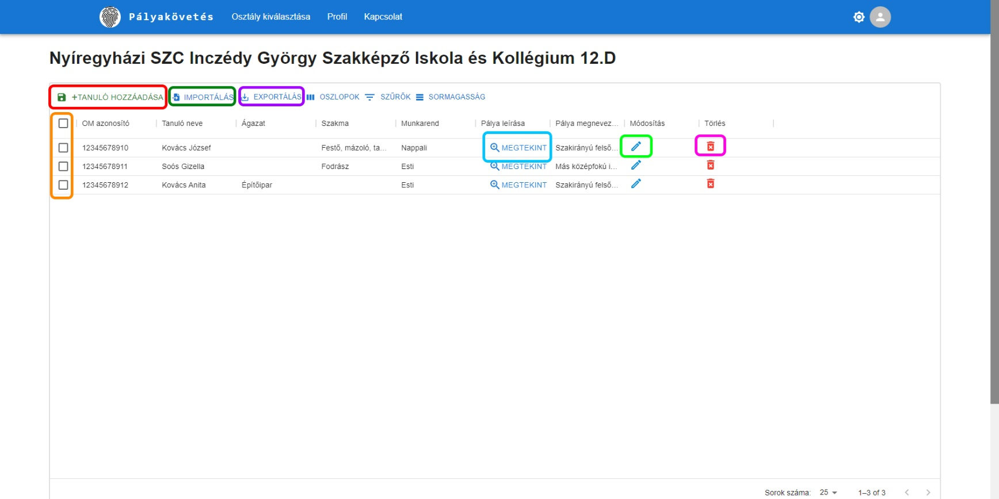 Pályakövetés Osztály kiválasztása Profil Kapcsolat
Nyíregyházi SZC Inczédy György Szakképző Iskola és Kollégium 12.D
+TANULÓ HOZZÁADÁSA IMPORTÁLÁS EXPORTÁLÁS OSZLOPOK SZŰRŐK SORMAGASSÁG
OM azonosító Tanuló neve Ágazat Szakma Munkarend Pálya leírása Pálya megnevez... Módosítás Törlés
12345678910 Kovács József Festő, mázoló, ta... Nappali MEGTEKINT Szakirányú felső...
12345678911 Soós Gizella Fodrász Esti MEGTEKINT Más középfokú i...
12345678912 Kovács Anita Építőipar Esti MEGTEKINT Szakirányú felső...
Sorok száma: 25 1–3 of 3